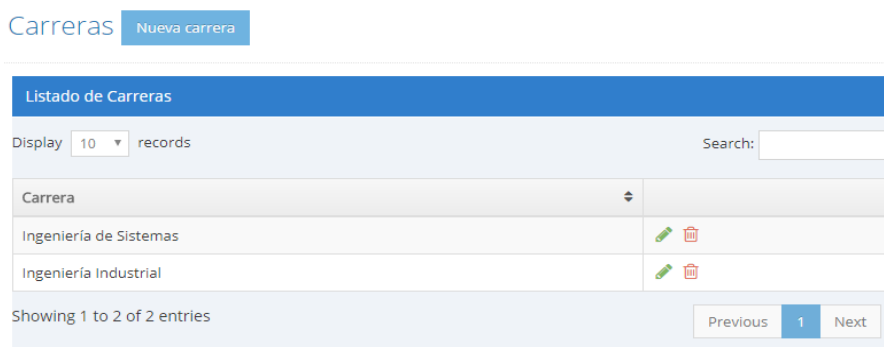 Carreras Nueva carrera
Listado de Carreras
Display 10 records Search:
Carrera
Ingeniería de Sistemas
Ingeniería Industrial
Showing 1 to 2 of 2 entries
Previous 1 Next